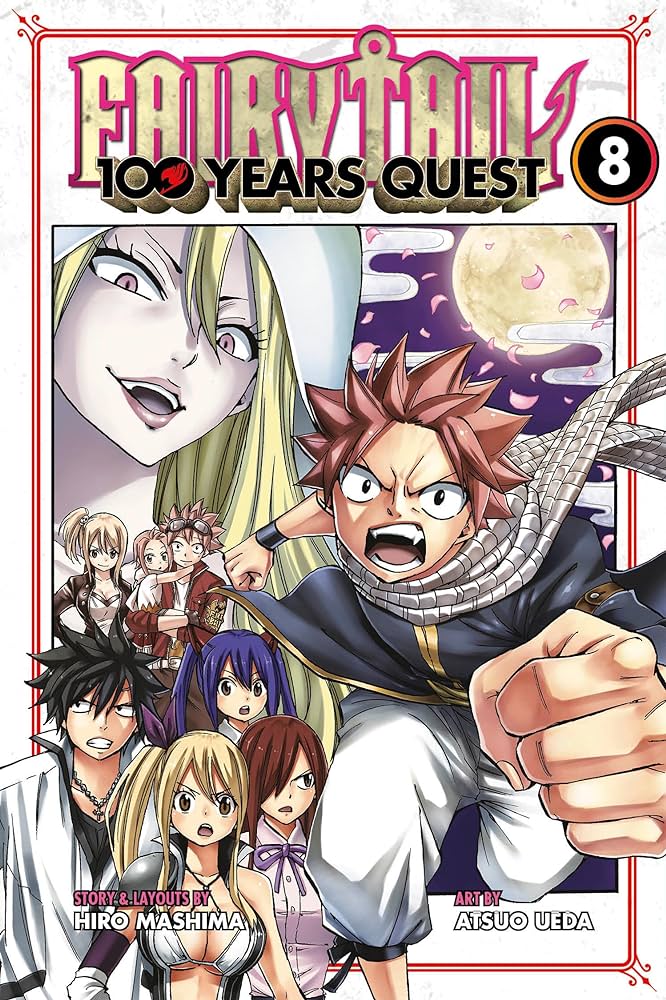 FAIRY TAIL
100 YEARS QUEST
8
STORY & LAYOUTS BY
HIRO MASHIMA
ART BY
ATSUO UEDA